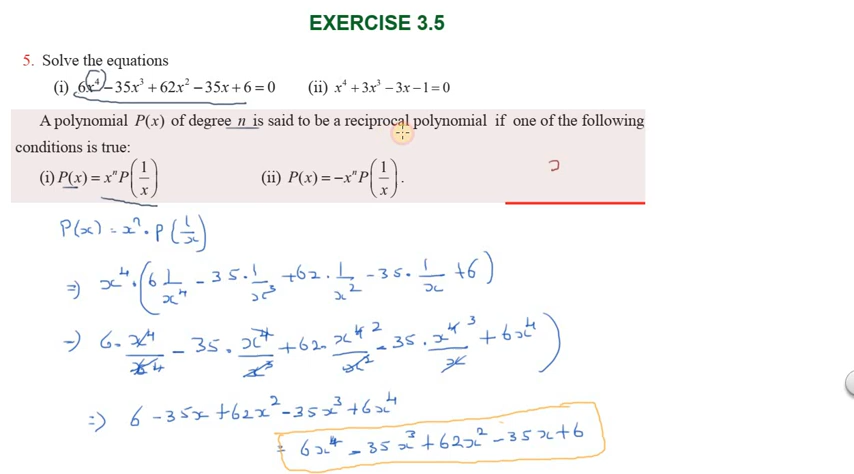 EXERCISE 3.5
5. Solve the equations
(i) 6x⁴ − 35x³ + 62x² − 35x + 6 = 0 (ii) x⁴ + 3x³ − 3x − 1 = 0
A polynomial P(x) of degree n is said to be a reciprocal polynomial if one of the following
conditions is true:
(i) P(x) = xⁿP(1/x) (ii) P(x) = −xⁿP(1/x).
P(x) = xⁿ · P(1/x)
⇒ x⁴ · (6 1/x⁴ − 35 · 1/x³ + 62 · 1/x² − 35 · 1/x + 6)
⇒ 6 · x⁴/x⁴ − 35 · x⁴/x³ + 62 · x⁴/x² ² − 35 · x⁴/x ³ + 6x⁴)
⇒ 6 − 35x + 62x² − 35x³ + 6x⁴
= 6x⁴ − 35x³ + 62x² − 35x + 6